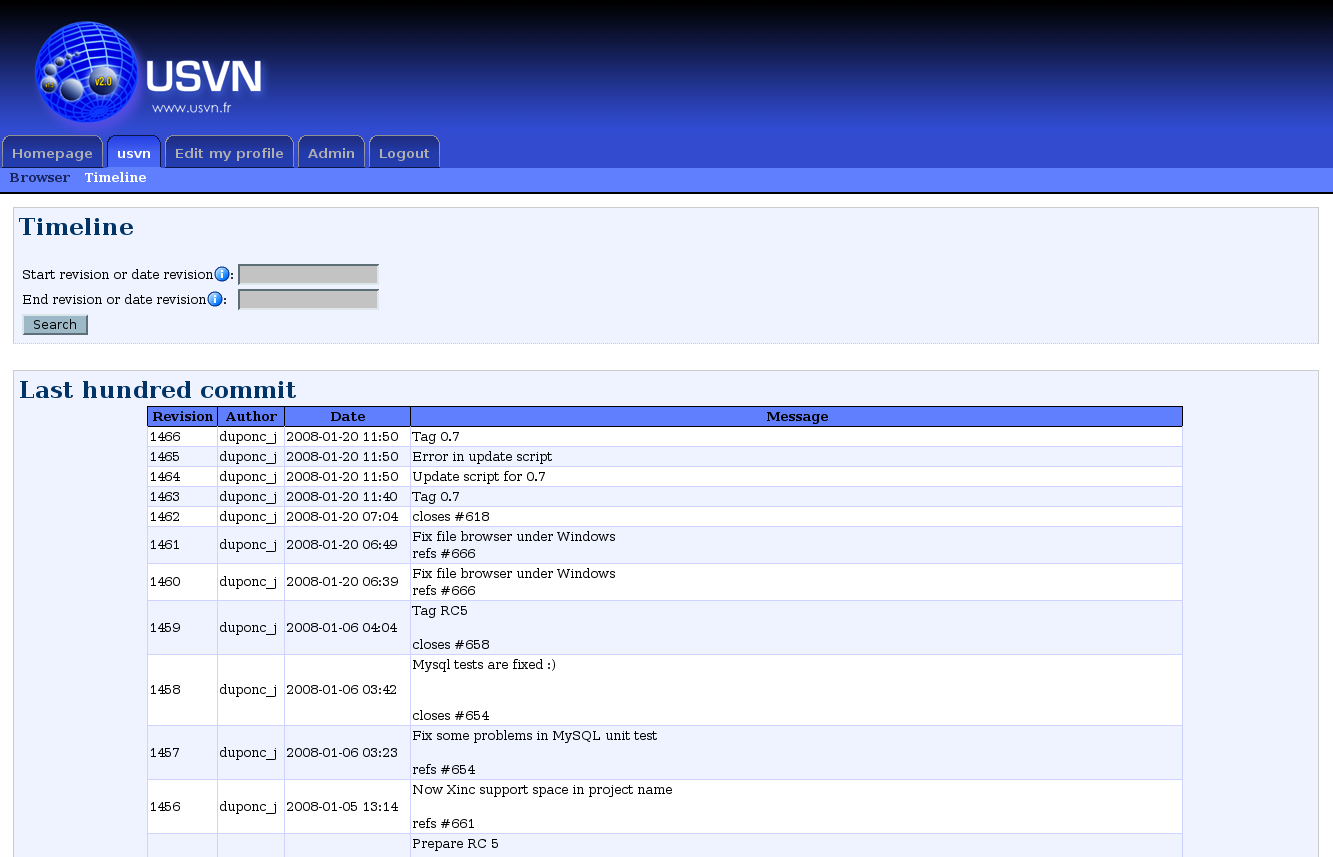 v2.0
USVN
www.usvn.fr
Homepage usvn Edit my profile Admin Logout
Browser Timeline
Timeline
Start revision or date revision :
End revision or date revision :
Search
Last hundred commit
Revision Author Date Message
1466 duponc_j 2008-01-20 11:50 Tag 0.7
1465 duponc_j 2008-01-20 11:50 Error in update script
1464 duponc_j 2008-01-20 11:50 Update script for 0.7
1463 duponc_j 2008-01-20 11:40 Tag 0.7
1462 duponc_j 2008-01-20 07:04 closes #618
1461 duponc_j 2008-01-20 06:49 Fix file browser under Windows
refs #666
1460 duponc_j 2008-01-20 06:39 Fix file browser under Windows
refs #666
1459 duponc_j 2008-01-06 04:04 Tag RC5
closes #658
1458 duponc_j 2008-01-06 03:42 Mysql tests are fixed :)
closes #654
1457 duponc_j 2008-01-06 03:23 Fix some problems in MySQL unit test
refs #654
1456 duponc_j 2008-01-05 13:14 Now Xinc support space in project name
refs #661
Prepare RC 5